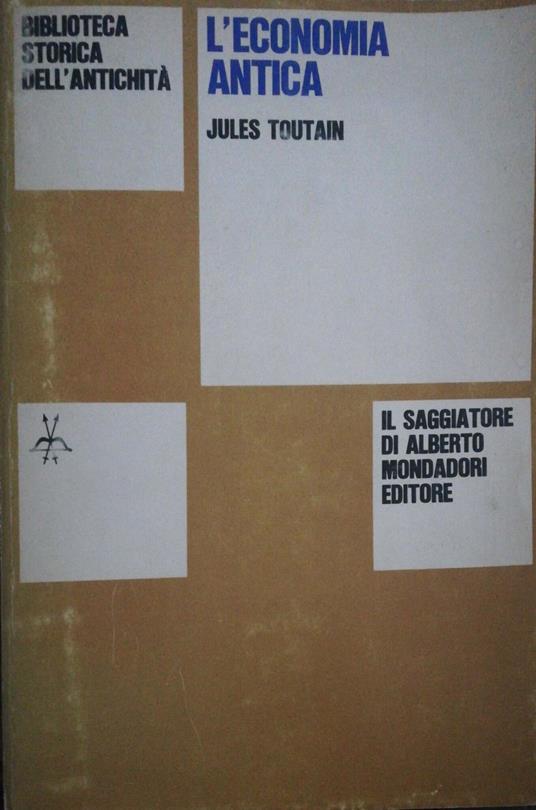 BIBLIOTECA
STORICA
DELL'ANTICHITÀ
L'ECONOMIA
ANTICA
JULES TOUTAIN
IL SAGGIATORE
DI ALBERTO
MONDADORI
EDITORE